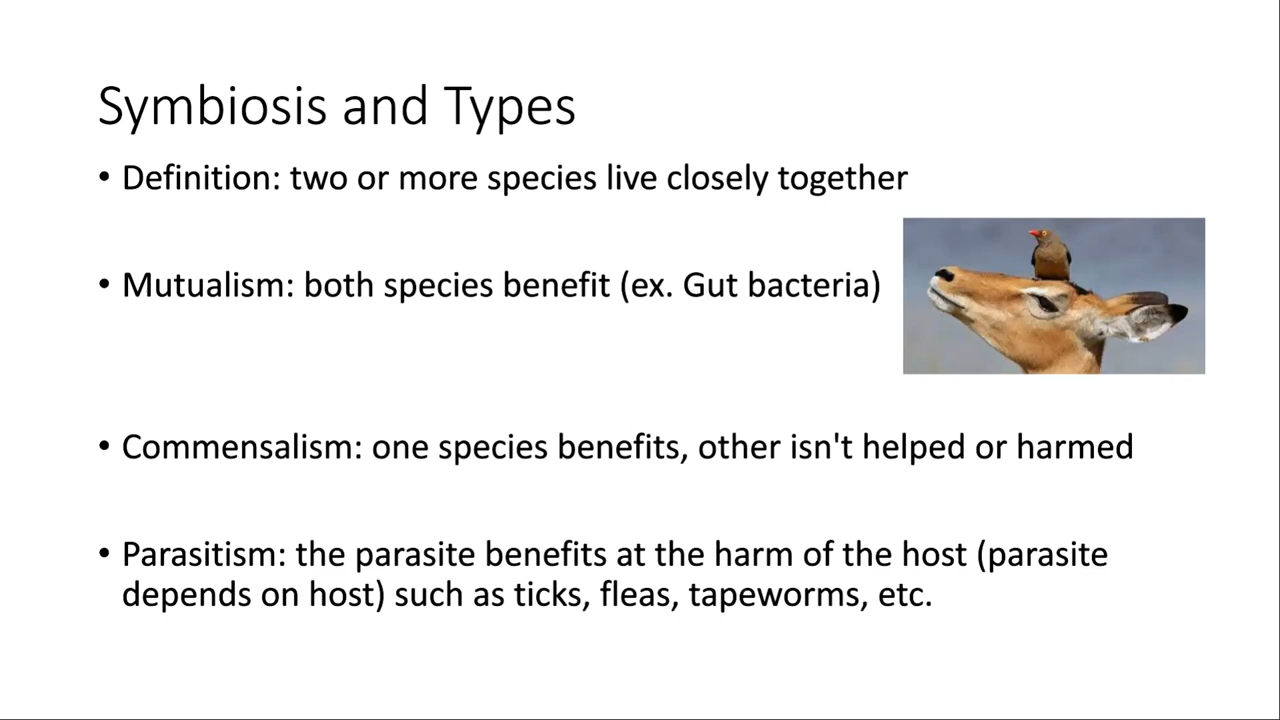 Symbiosis and Types
• Definition: two or more species live closely together
• Mutualism: both species benefit (ex. Gut bacteria)
• Commensalism: one species benefits, other isn't helped or harmed
• Parasitism: the parasite benefits at the harm of the host (parasite
depends on host) such as ticks, fleas, tapeworms, etc.